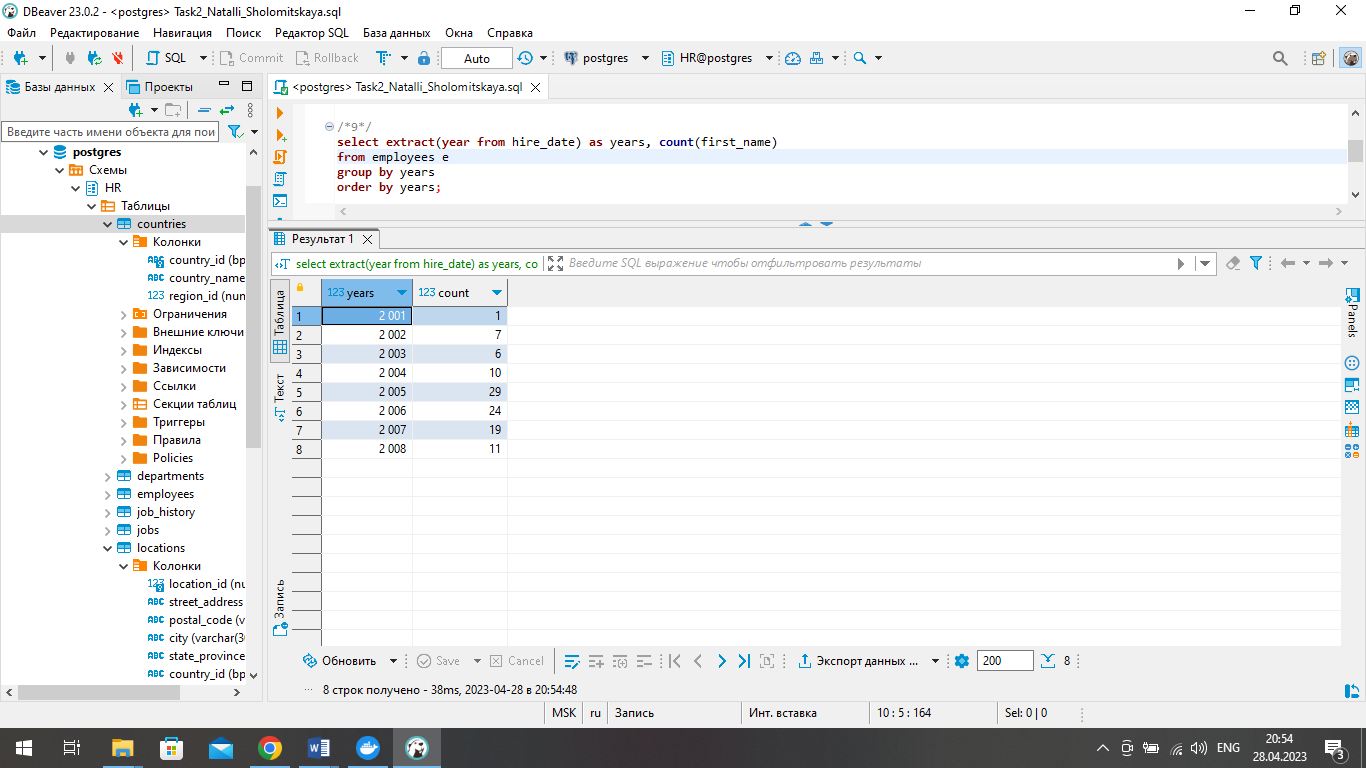 DBeaver 23.0.2 - <postgres> Task2_Natalli_Sholomitskaya.sql
Файл Редактирование Навигация Поиск Редактор SQL База данных Окна Справка
SQL Commit Rollback Auto postgres HR@postgres
Базы данных Проекты
Введите часть имени объекта для пои
postgres
Схемы
HR
Таблицы
countries
Колонки
country_id (bp
country_name
region_id (nun
Ограничения
Внешние ключи
Индексы
Зависимости
Ссылки
Секции таблиц
Триггеры
Правила
Policies
departments
employees
job_history
jobs
locations
Колонки
location_id (nu
street_address
postal_code (v
city (varchar(3
state_province
country_id (bp
<postgres> Task2_Natalli_Sholomitskaya.sql
/*9*/
select extract(year from hire_date) as years, count(first_name)
from employees e
group by years
order by years;
Результат 1
select extract(year from hire_date) as years, co Введите SQL выражение чтобы отфильтровать результаты
Таблица
Текст
Запись
123 years 123 count
1 2 001 1
2 2 002 7
3 2 003 6
4 2 004 10
5 2 005 29
6 2 006 24
7 2 007 19
8 2 008 11
Panels
Обновить Save Cancel Экспорт данных ... 200 8
8 строк получено - 38ms, 2023-04-28 в 20:54:48
MSK ru Запись Инт. вставка 10 : 5 : 164 Sel: 0 | 0
ENG 20:54
28.04.2023
3